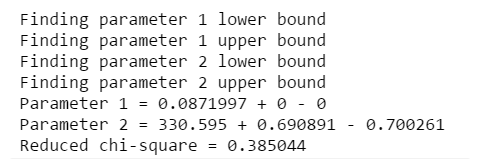 Finding parameter 1 lower bound
Finding parameter 1 upper bound
Finding parameter 2 lower bound
Finding parameter 2 upper bound
Parameter 1 = 0.0871997 + 0 - 0
Parameter 2 = 330.595 + 0.690891 - 0.700261
Reduced chi-square = 0.385044